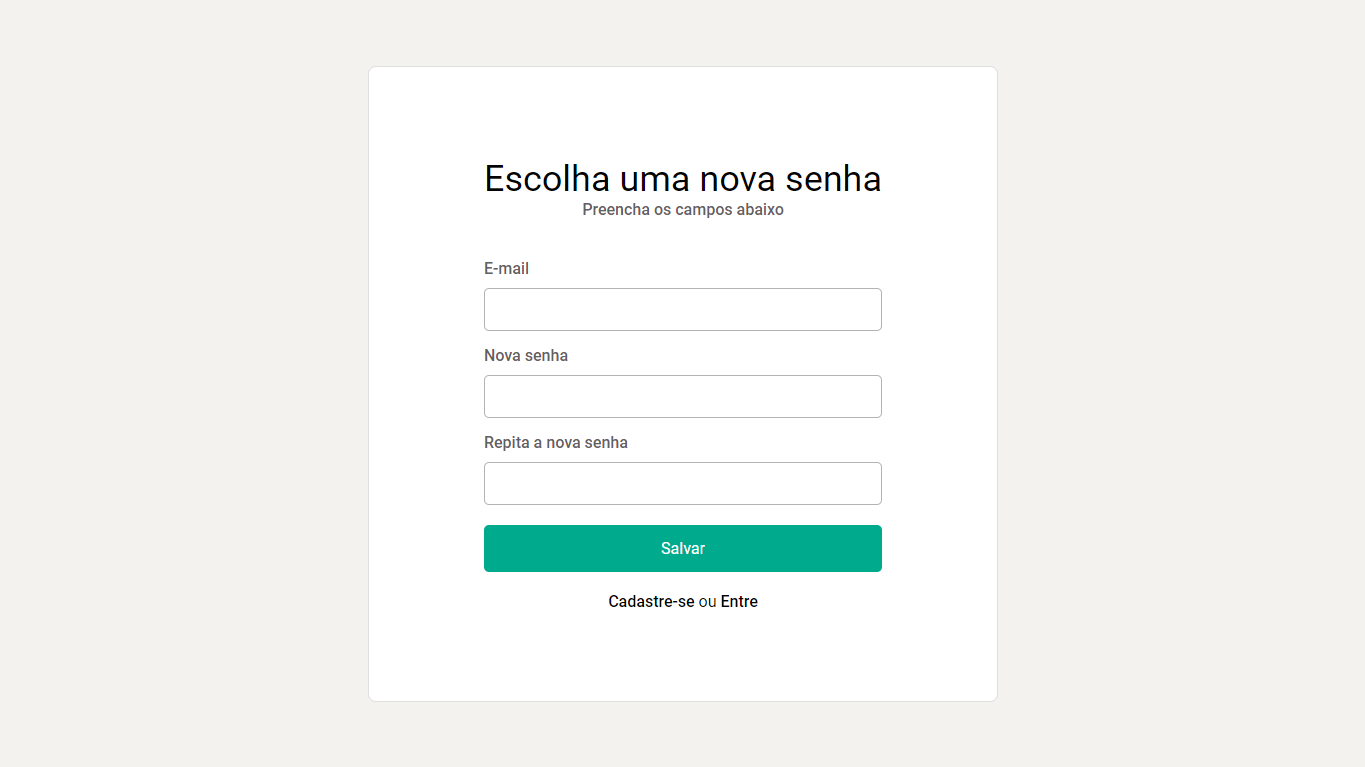 Escolha uma nova senha
Preencha os campos abaixo
E-mail
Nova senha
Repita a nova senha
Salvar
Cadastre-se ou Entre